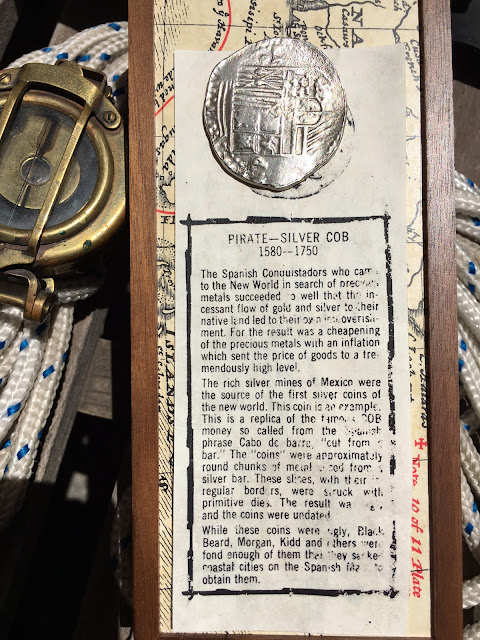 PIRATE—SILVER COB
1580--1750
The Spanish Conquistadors who
to the New World in search of
metals succeeded well that the in-
cessant flow of gold and silver to their
native land led to their own
ment. For the result was a cheapening
of the precious metals with an inflation
which sent the price of goods to a tre-
mendously high level.
The rich silver mines of Mexico were
the source of the first silver coins of
the new world. This coin is an example.
This is a replica of the COB
money so called from the
phrase Cabo de barra, "cut from
bar." The "coins" were approximately
round chunks of metal from
silver bar. These slices, with their
regular borders, were struck with
primitive dies. The result
and the coins were undated
While these coins were ugly, Black
Beard, Morgan, Kidd and others
fond enough of them that they
coastal cities on the Spanish
obtain them.
ISLANDS
Note 10 of 11 Plate